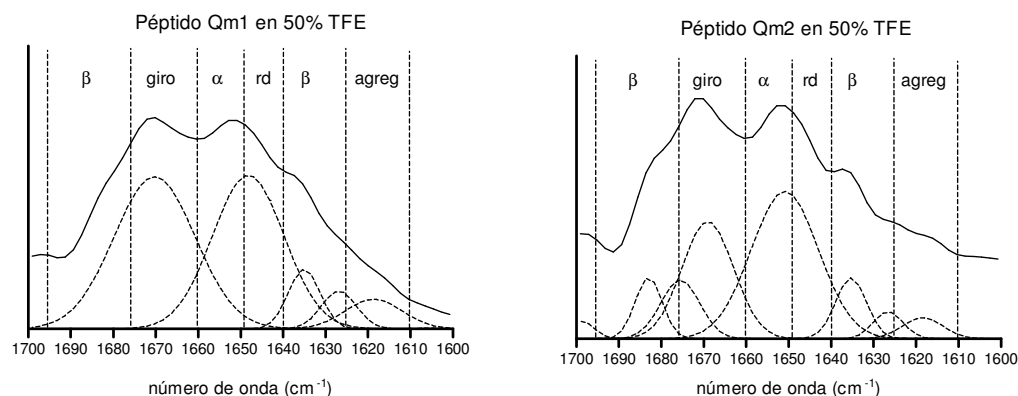 Péptido Qm1 en 50% TFE
β giro α rd β agreg
1700 1690 1680 1670 1660 1650 1640 1630 1620 1610 1600
número de onda (cm⁻¹)
Péptido Qm2 en 50% TFE
β giro α rd β agreg
1700 1690 1680 1670 1660 1650 1640 1630 1620 1610 1600
número de onda (cm⁻¹)